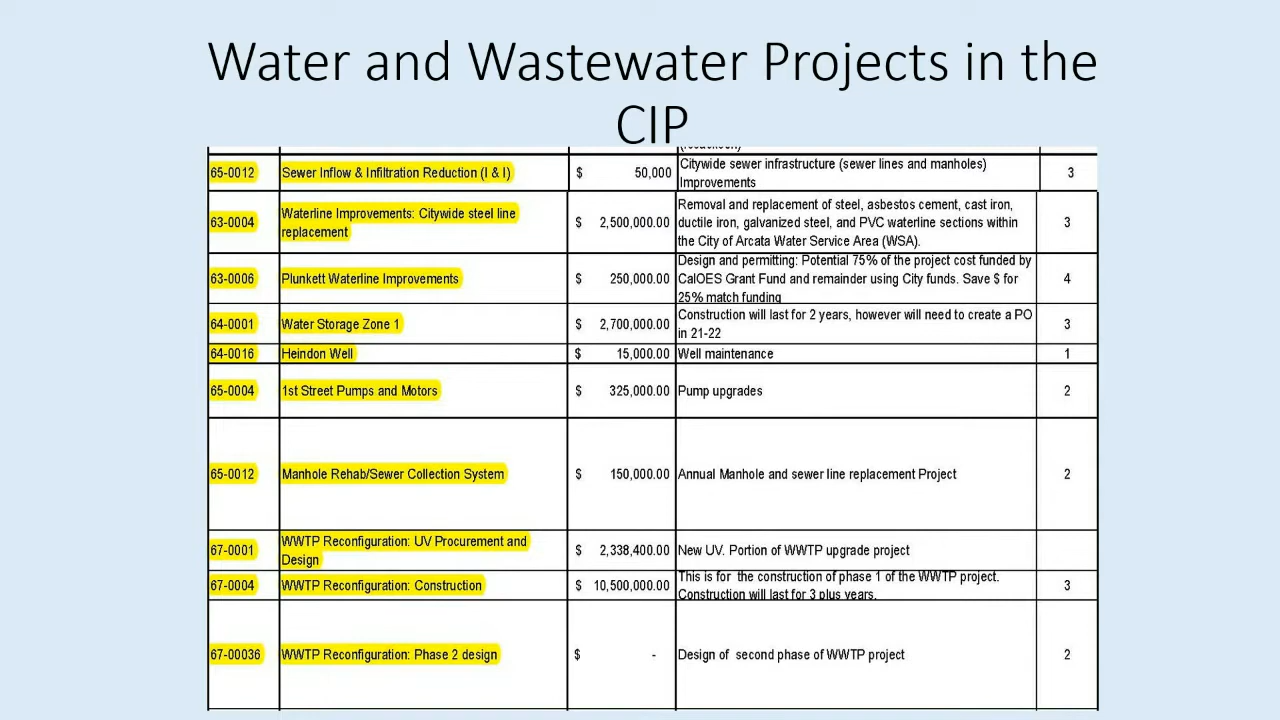 Water and Wastewater Projects in the
CIP
65-0012 Sewer Inflow & Infiltration Reduction (I & I) $ 50,000 Citywide sewer infrastructure (sewer lines and manholes) 3
Improvements
63-0004 Waterline Improvements: Citywide steel line $ 2,500,000.00 Removal and replacement of steel, asbestos cement, cast iron, 3
replacement ductile iron, galvanized steel, and PVC waterline sections within
the City of Arcata Water Service Area (WSA).
63-0006 Plunkett Waterline Improvements $ 250,000.00 Design and permitting: Potential 75% of the project cost funded by 4
CalOES Grant Fund and remainder using City funds. Save $ for
25% match funding
64-0001 Water Storage Zone 1 $ 2,700,000.00 Construction will last for 2 years, however will need to create a PO 3
in 21-22
64-0016 Heindon Well $ 15,000.00 Well maintenance 1
65-0004 1st Street Pumps and Motors $ 325,000.00 Pump upgrades 2
65-0012 Manhole Rehab/Sewer Collection System $ 150,000.00 Annual Manhole and sewer line replacement Project 2
67-0001 WWTP Reconfiguration: UV Procurement and $ 2,338,400.00 New UV. Portion of WWTP upgrade project
Design
67-0004 WWTP Reconfiguration: Construction $ 10,500,000.00 This is for the construction of phase 1 of the WWTP project. 3
Construction will last for 3 plus years.
67-00036 WWTP Reconfiguration: Phase 2 design $ - Design of second phase of WWTP project 2